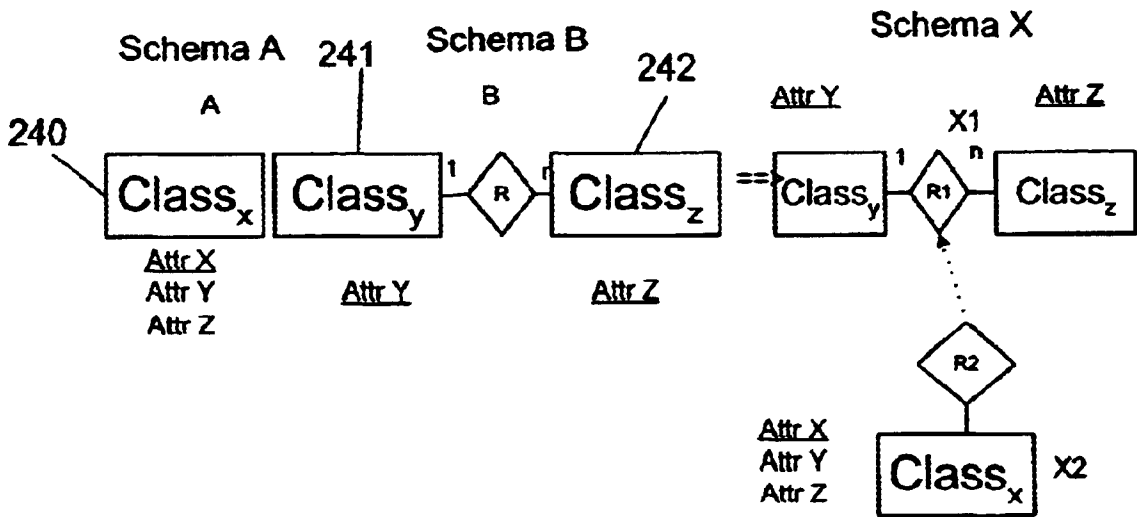 Schema A
241
Schema B
242
Schema X
240
A
B
Attr Y
X1
Attr Z
Classx
Classy
1
R
Classz
==>
Classy
1
R1
n
Classz
Attr X
Attr Y
Attr Z
Attr Y
Attr Z
R2
Attr X
Attr Y
Attr Z
Classx
X2